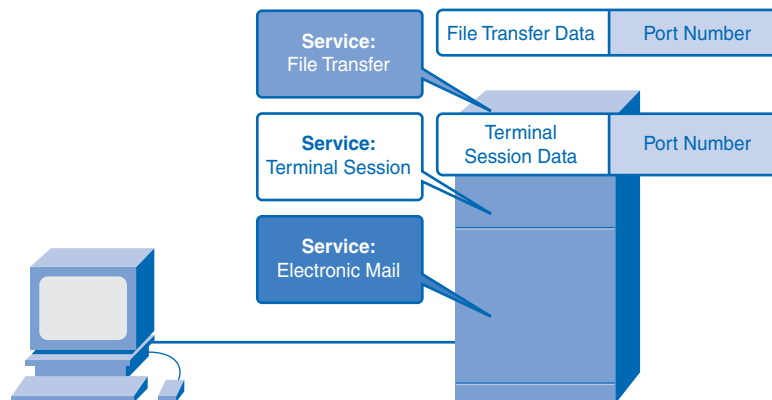 Service:
File Transfer
File Transfer Data
Port Number
Service:
Terminal Session
Terminal
Session Data
Port Number
Service:
Electronic Mail